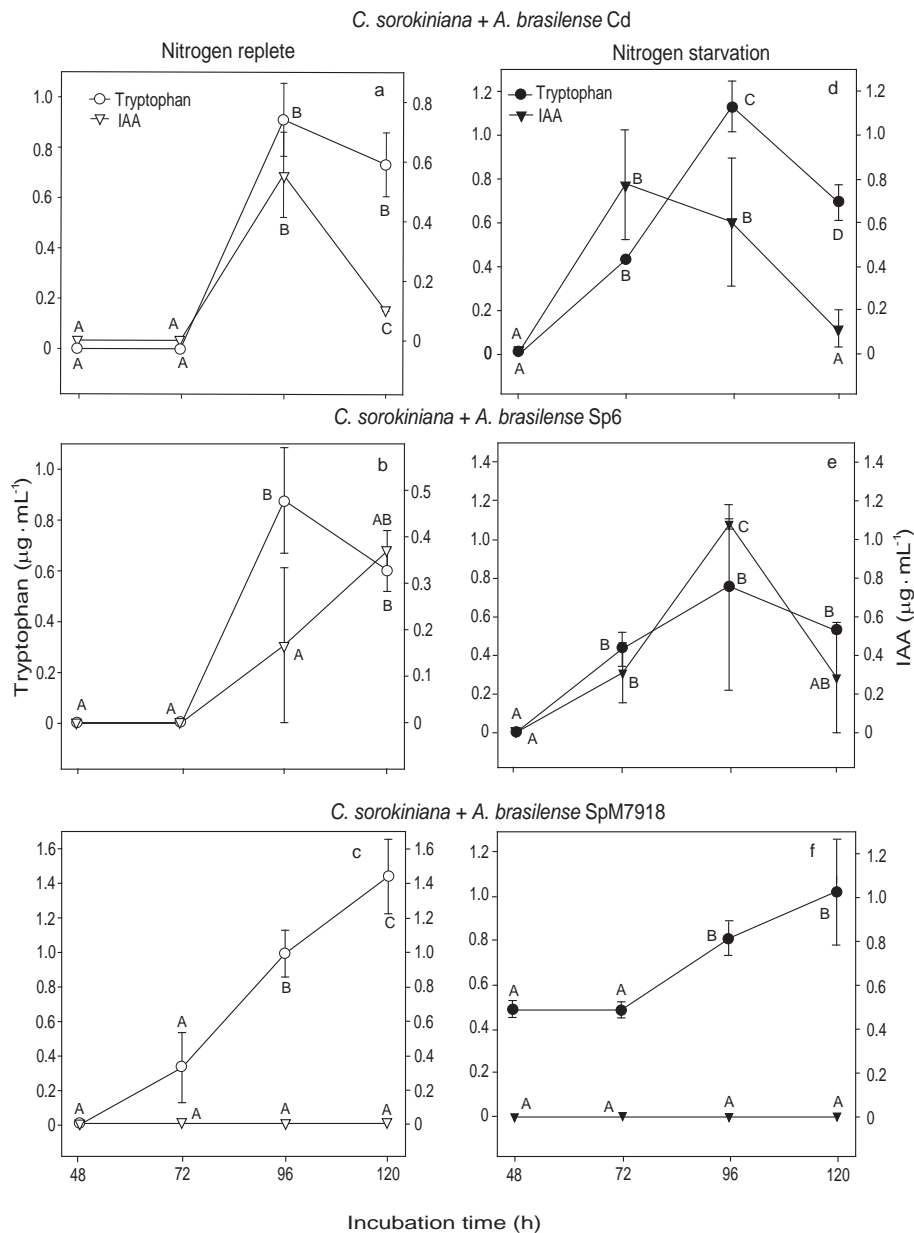 C. sorokiniana + A. brasilense Cd
Nitrogen replete
Nitrogen starvation
a
Tryptophan
IAA
1.0
0.8
0.6
0.4
0.2
0
0.8
0.6
0.4
0.2
0
A
A
A
A
B
B
B
C
d
Tryptophan
IAA
1.2
1.0
0.8
0.6
0.4
0.2
0
1.2
1.0
0.8
0.6
0.4
0.2
0
A
A
B
B
C
B
D
A
C. sorokiniana + A. brasilense Sp6
b
1.0
0.8
0.6
0.4
0.2
0
0.5
0.4
0.3
0.2
0.1
0
A
A
B
A
AB
B
e
1.4
1.2
1.0
0.8
0.6
0.4
0.2
0
1.4
1.2
1.0
0.8
0.6
0.4
0.2
0
A
A
B
B
C
B
B
AB
Tryptophan (µg·mL-1)
IAA (µg·mL-1)
C. sorokiniana + A. brasilense SpM7918
c
1.6
1.4
1.2
1.0
0.8
0.6
0.4
0.2
0
1.6
1.4
1.2
1.0
0.8
0.6
0.4
0.2
0
A
A
A
B
A
C
A
48
72
96
120
f
1.2
1.0
0.8
0.6
0.4
0.2
0
1.2
1.0
0.8
0.6
0.4
0.2
0
A
A
B
B
A
A
A
A
48
72
96
120
Incubation time (h)